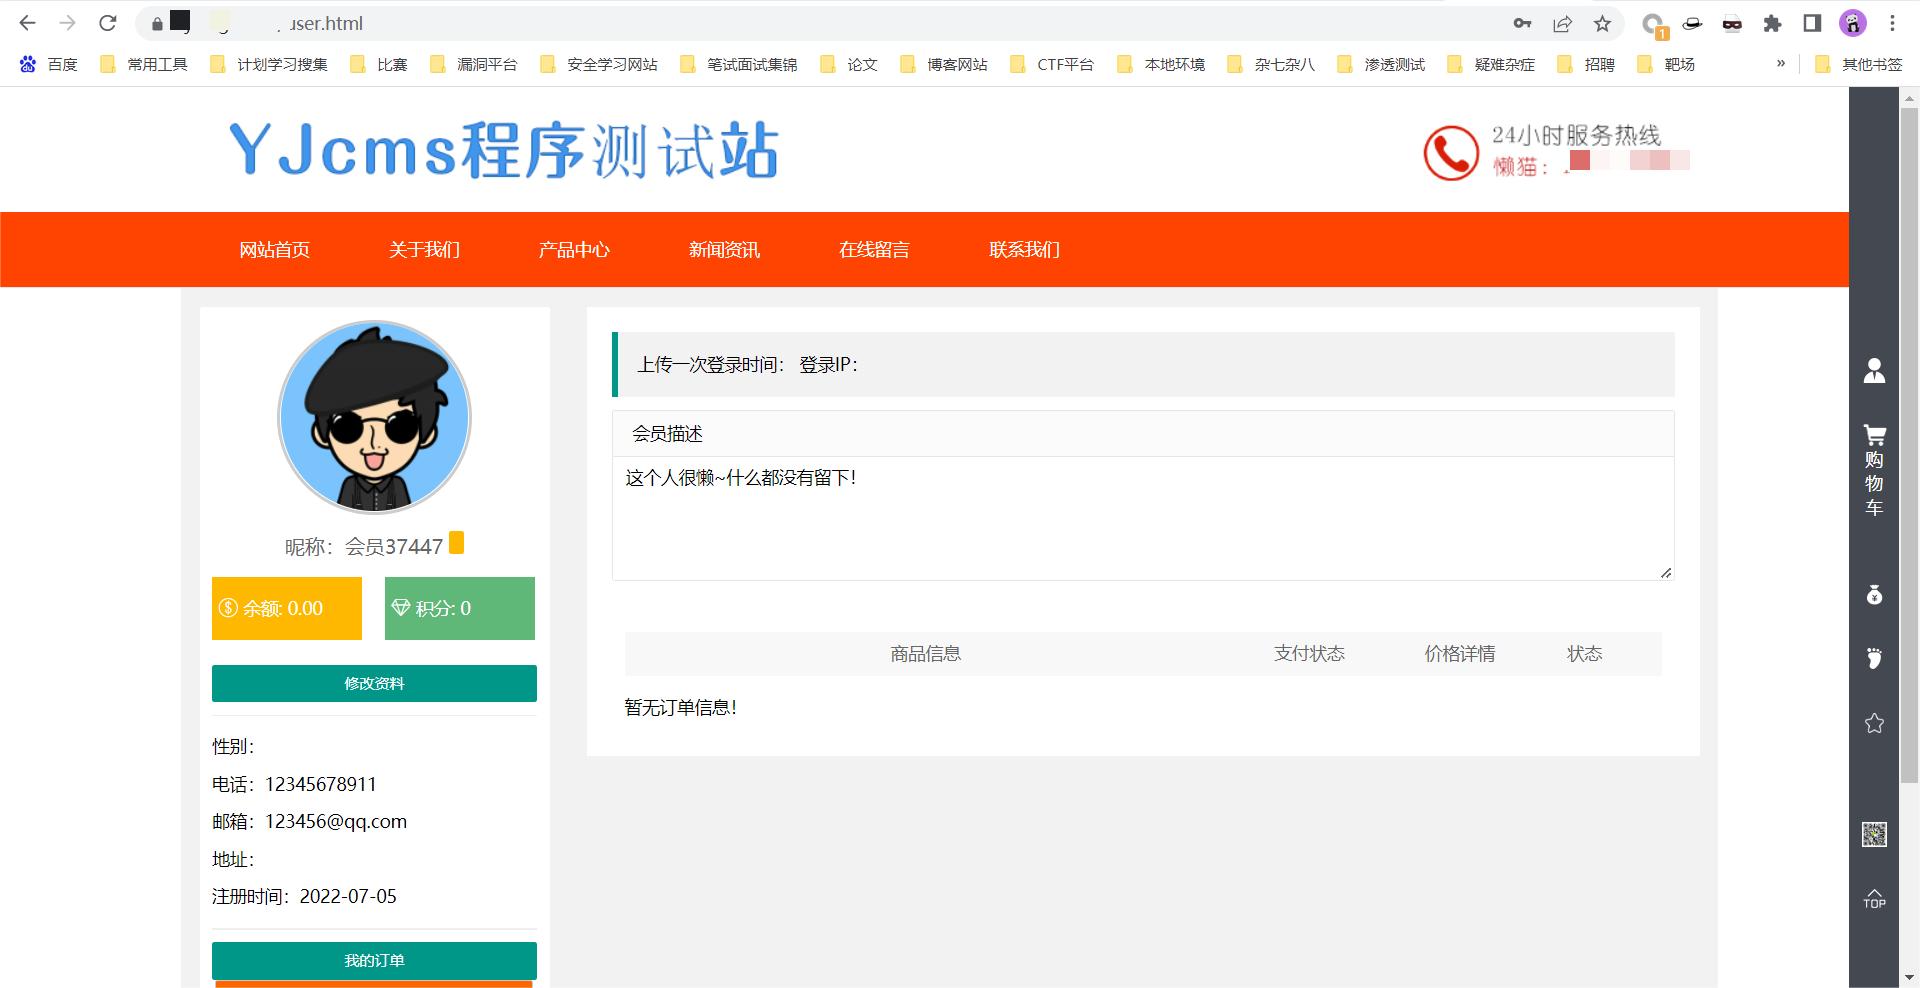 user.html
1
百度 常用工具 计划学习搜集 比赛 漏洞平台 安全学习网站 笔试面试集锦 论文 博客网站 CTF平台 本地环境 杂七杂八 渗透测试 疑难杂症 招聘 靶场 » 其他书签
YJcms程序测试站
24小时服务热线
懒猫：
网站首页 关于我们 产品中心 新闻资讯 在线留言 联系我们
昵称：会员37447
余额: 0.00 积分: 0
修改资料
性别：
电话：12345678911
邮箱：123456@qq.com
地址：
注册时间：2022-07-05
我的订单
上传一次登录时间： 登录IP：
会员描述
这个人很懒~什么都没有留下！
商品信息 支付状态 价格详情 状态
暂无订单信息！
购
物
车
TOP